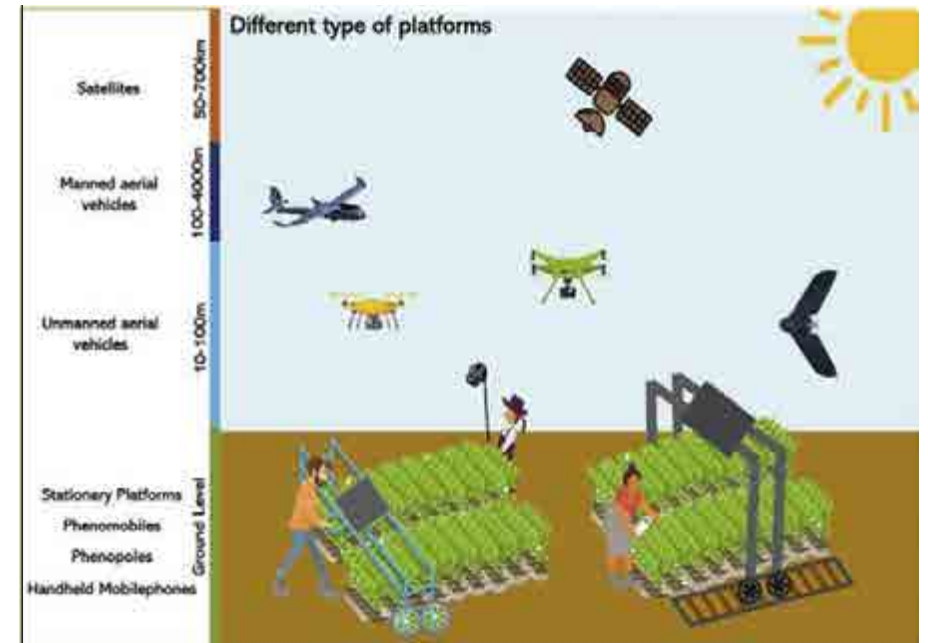 Different type of platforms
Satellites
50-700km
Manned aerial
vehicles
100-4000m
Unmanned aerial
vehicles
10-100m
Stationery Platforms
Phenomobiles
Phenopoles
Handheld Mobilephones
Ground Level